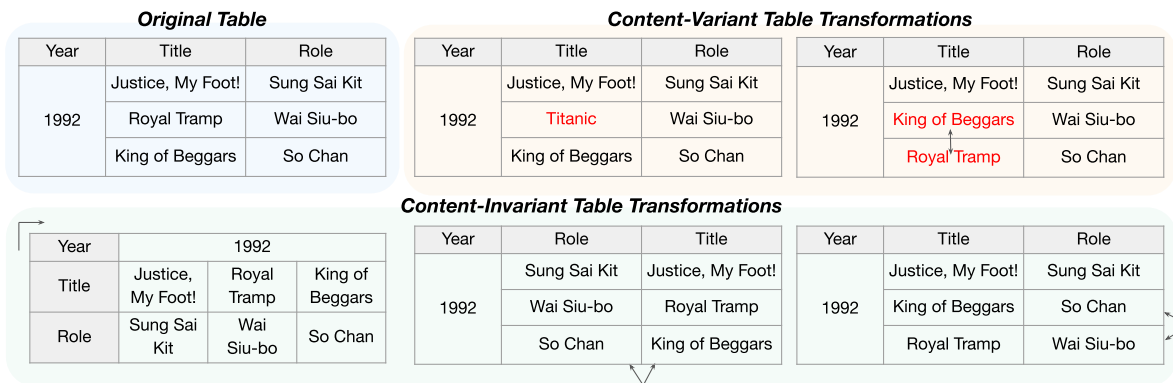 Original Table
Content-Variant Table Transformations
Year Title Role
1992
Justice, My Foot! Sung Sai Kit
Royal Tramp Wai Siu-bo
King of Beggars So Chan
Year Title Role
1992
Justice, My Foot! Sung Sai Kit
Titanic Wai Siu-bo
King of Beggars So Chan
Year Title Role
1992
Justice, My Foot! Sung Sai Kit
King of Beggars Wai Siu-bo
Royal Tramp So Chan
Content-Invariant Table Transformations
Year 1992
Title
Justice,
My Foot!
Royal
Tramp
King of
Beggars
Role
Sung Sai
Kit
Wai
Siu-bo
So Chan
Year Role Title
1992
Sung Sai Kit Justice, My Foot!
Wai Siu-bo Royal Tramp
So Chan King of Beggars
Year Title Role
1992
Justice, My Foot! Sung Sai Kit
King of Beggars So Chan
Royal Tramp Wai Siu-bo